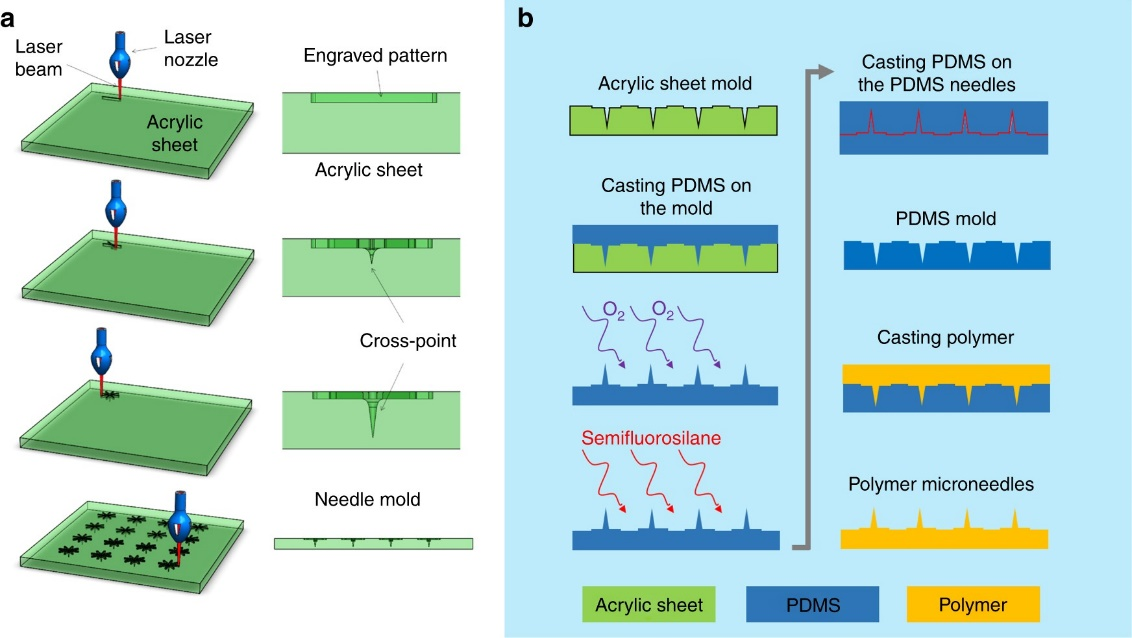 a
Laser
beam
Laser
nozzle
Acrylic
sheet
Engraved pattern
Acrylic sheet
Cross-point
Needle mold
b
Acrylic sheet mold
Casting PDMS on
the mold
O₂ O₂
Semifluorosilane
Casting PDMS on
the PDMS needles
PDMS mold
Casting polymer
Polymer microneedles
Acrylic sheet
PDMS
Polymer